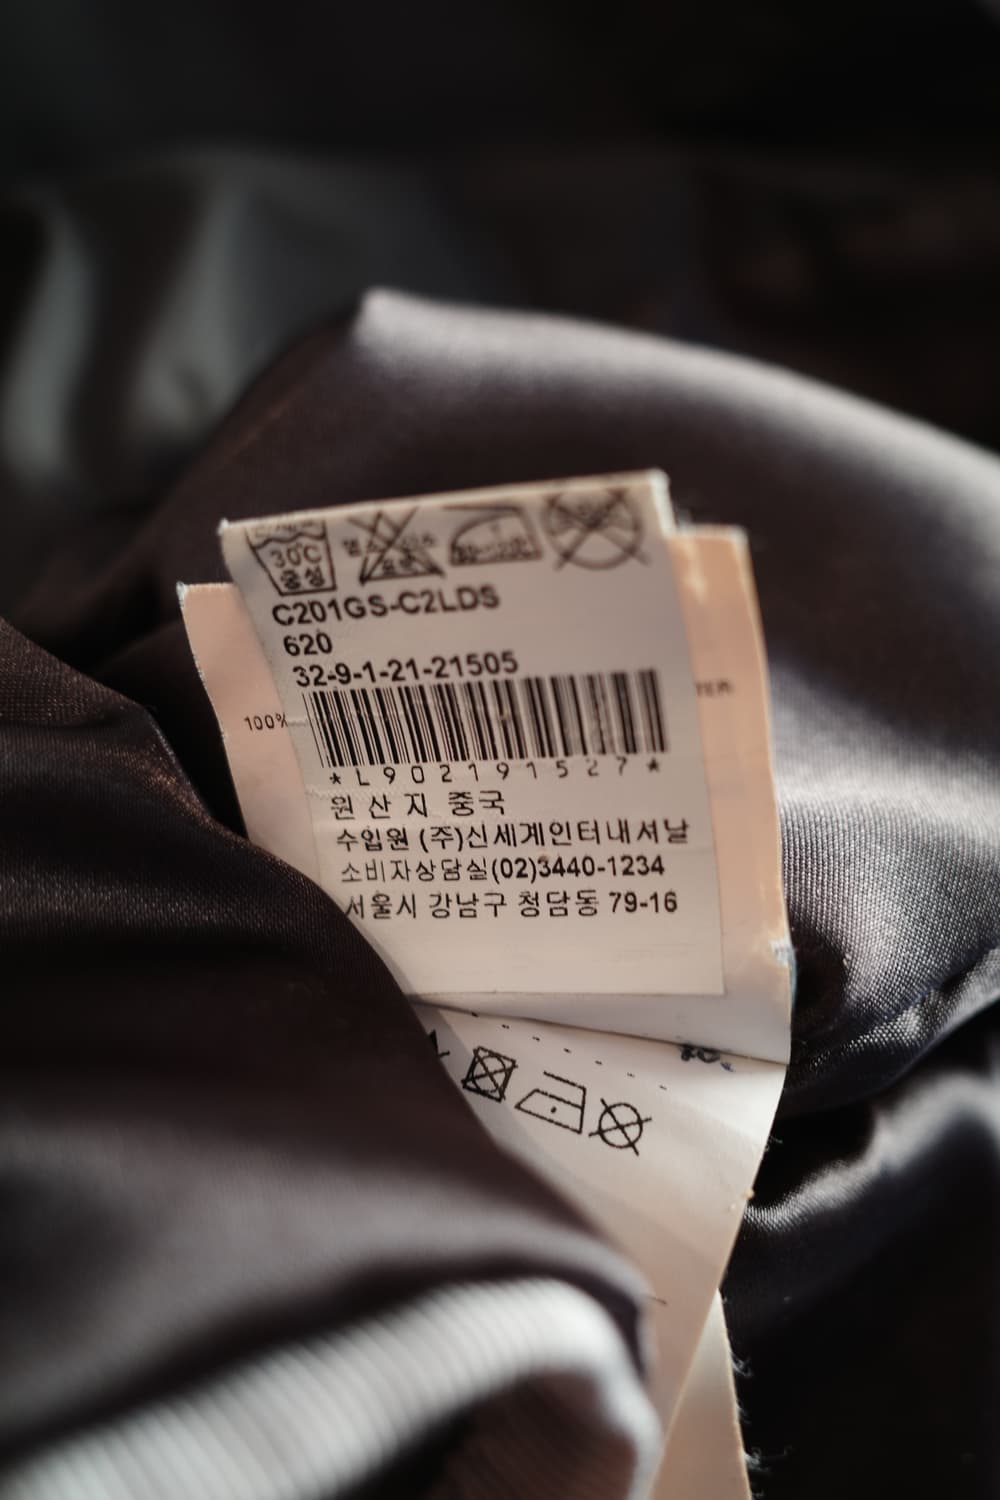 30°C
중성
C201GS-C2LDS
620
32-9-1-21-21505
100%
*L902191527*
원산지 중국
수입원 (주)신세계인터내셔날
소비자상담실(02)3440-1234
서울시 강남구 청담동 79-16